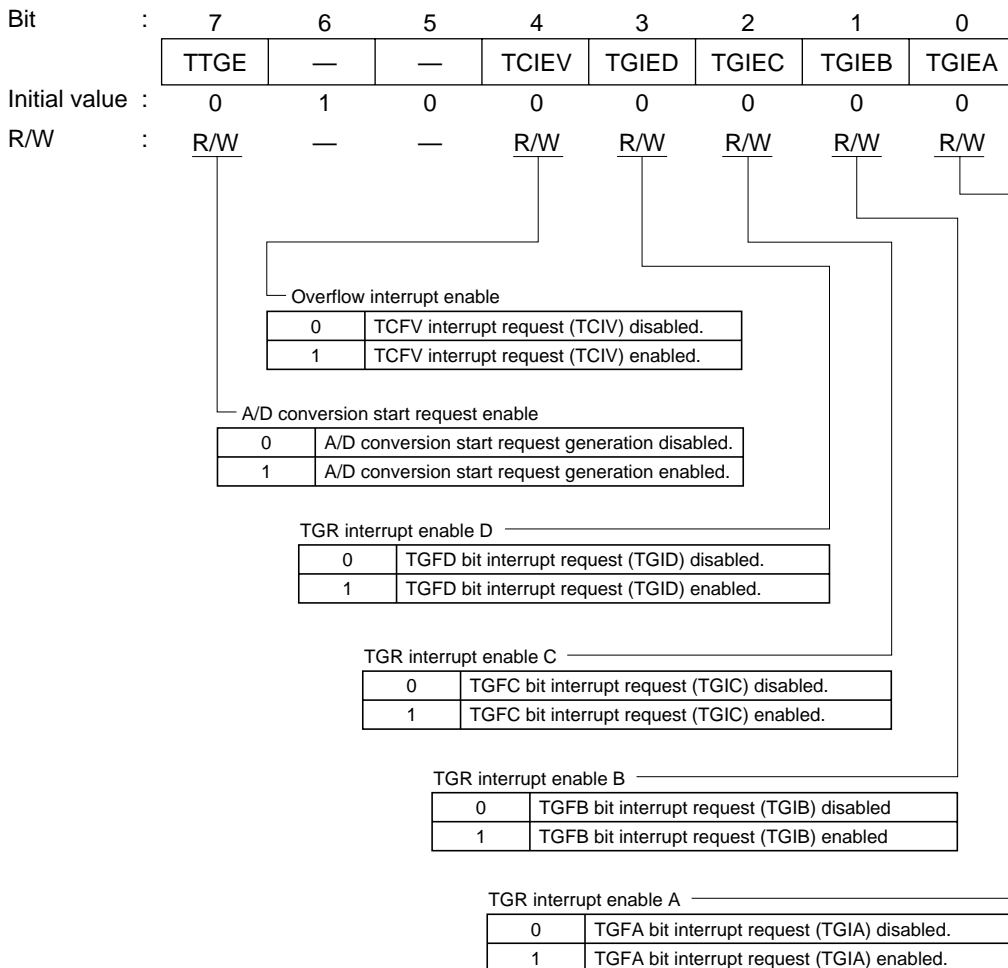 Bit : 7 6 5 4 3 2 1 0
TTGE — — TCIEV TGIED TGIEC TGIEB TGIEA
Initial value : 0 1 0 0 0 0 0 0
R/W : R/W — — R/W R/W R/W R/W R/W
Overflow interrupt enable
0 TCFV interrupt request (TCIV) disabled.
1 TCFV interrupt request (TCIV) enabled.
A/D conversion start request enable
0 A/D conversion start request generation disabled.
1 A/D conversion start request generation enabled.
TGR interrupt enable D
0 TGFD bit interrupt request (TGID) disabled.
1 TGFD bit interrupt request (TGID) enabled.
TGR interrupt enable C
0 TGFC bit interrupt request (TGIC) disabled.
1 TGFC bit interrupt request (TGIC) enabled.
TGR interrupt enable B
0 TGFB bit interrupt request (TGIB) disabled
1 TGFB bit interrupt request (TGIB) enabled
TGR interrupt enable A
0 TGFA bit interrupt request (TGIA) disabled.
1 TGFA bit interrupt request (TGIA) enabled.